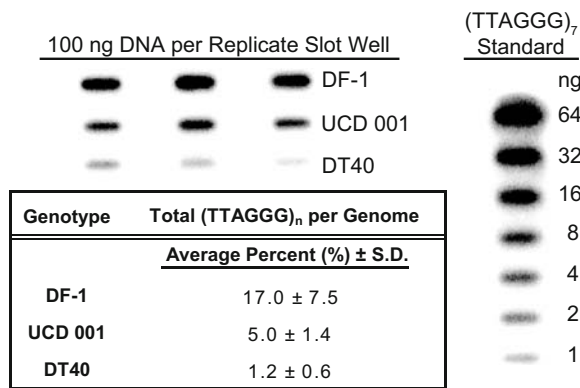 100 ng DNA per Replicate Slot Well
DF-1
UCD 001
DT40
Genotype Total (TTAGGG)n per Genome
Average Percent (%) ± S.D.
DF-1 17.0 ± 7.5
UCD 001 5.0 ± 1.4
DT40 1.2 ± 0.6
(TTAGGG)7
Standard
ng
64
32
16
8
4
2
1